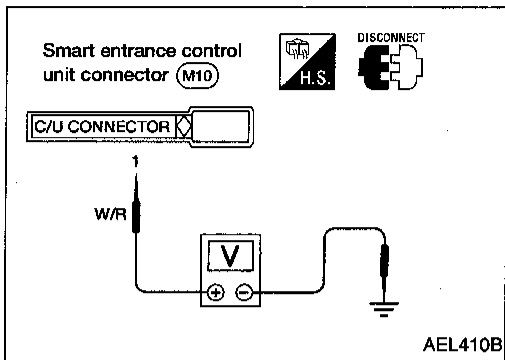 Smart entrance control
unit connector M10
H.S.
DISCONNECT
C/U CONNECTOR
1
W/R
V
+ −
AEL410B